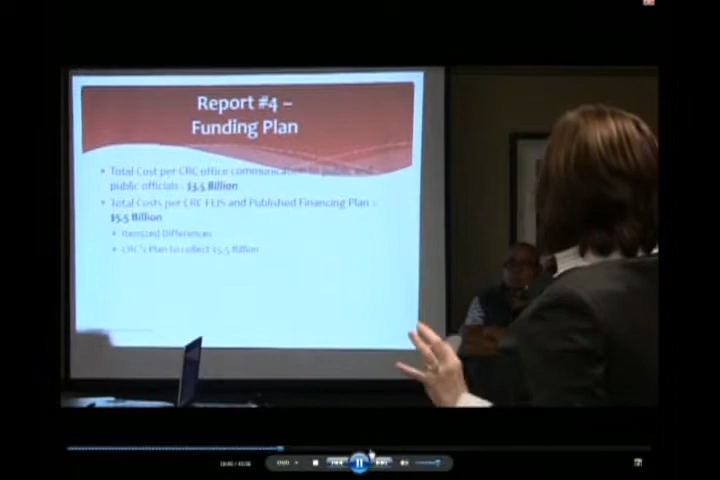 Report #4 –
Funding Plan
• Total Cost per CRC office communication to public and
public officials - $3.5 Billion
• Total Costs per CRC FEIS and Published Financing Plan –
$5.5 Billion
• Itemized Differences
• CRC's Plan to collect $5.5 Billion
DVD